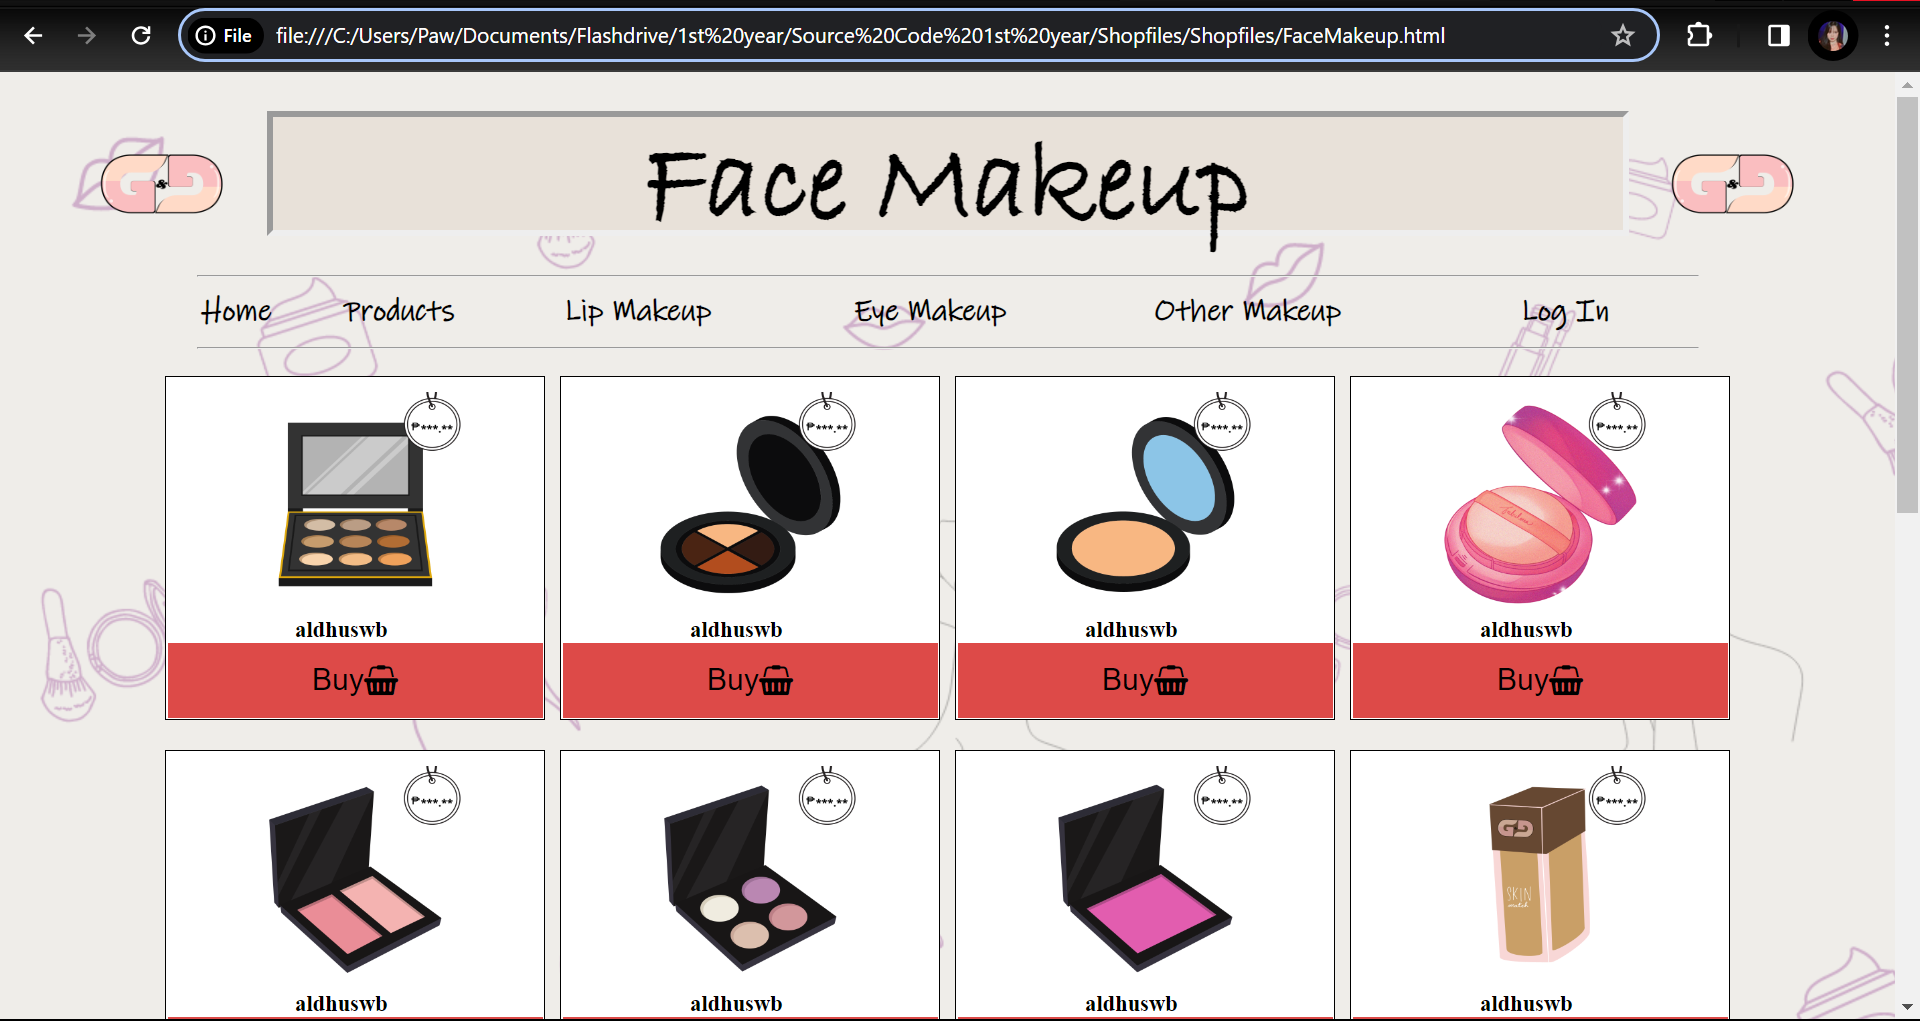 File file:///C:/Users/Paw/Documents/Flashdrive/1st%20year/Source%20Code%201st%20year/Shopfiles/Shopfiles/FaceMakeup.html
G&G Face Makeup G&G
Home Products Lip Makeup Eye Makeup Other Makeup Log In
₱***.** ₱***.** ₱***.** ₱***.**
aldhuswb aldhuswb aldhuswb aldhuswb
Buy Buy Buy Buy
₱***.** ₱***.** ₱***.** ₱***.**
SKIN
match
aldhuswb aldhuswb aldhuswb aldhuswb